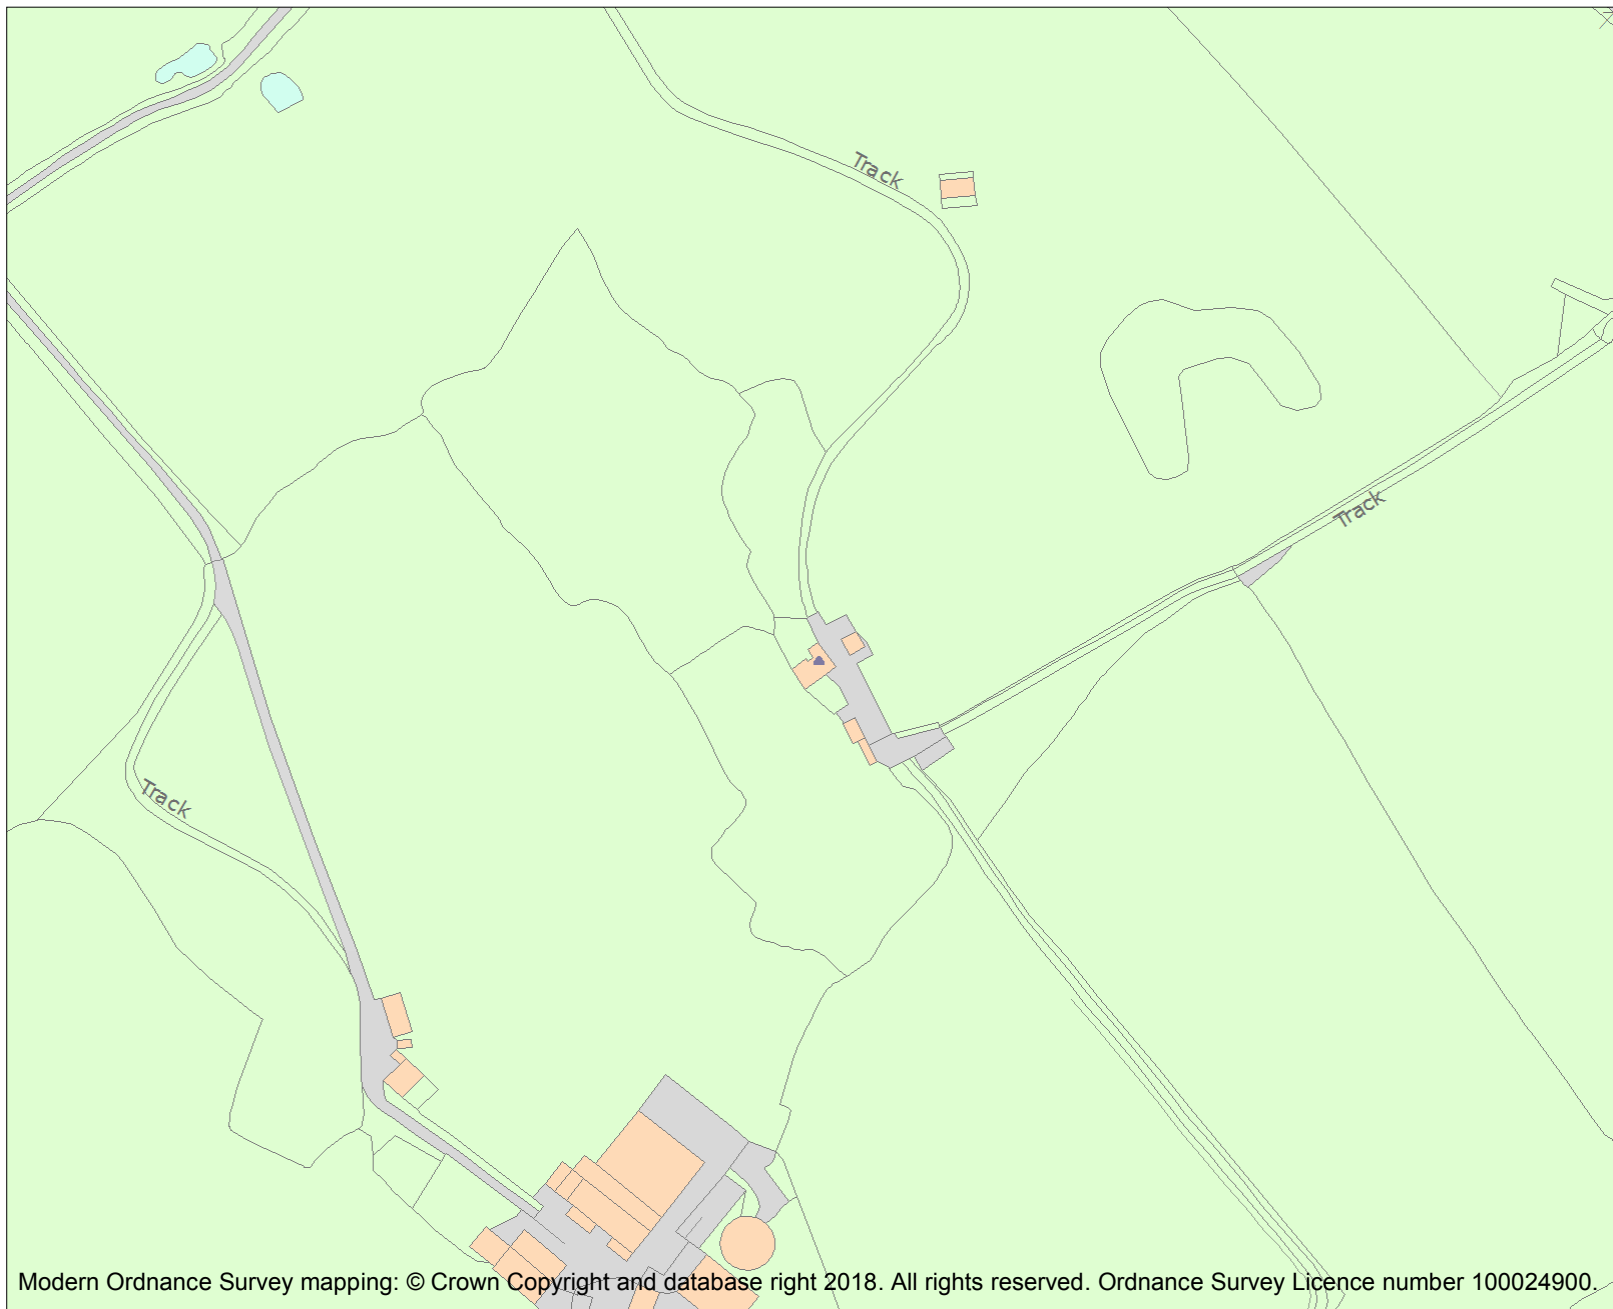 Track
Track
Track
Modern Ordnance Survey mapping: © Crown Copyright and database right 2018. All rights reserved. Ordnance Survey Licence number 100024900.